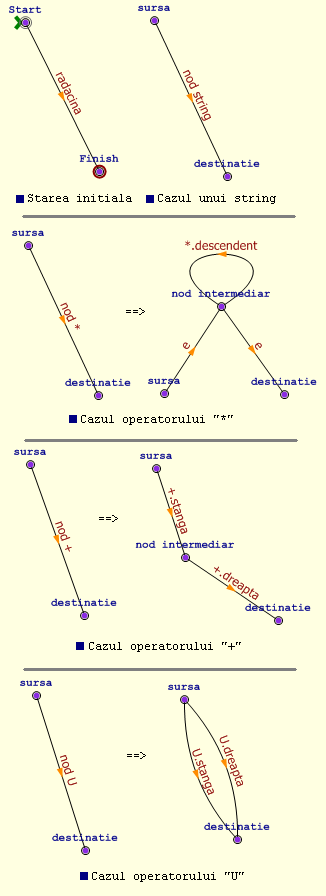 Start
sursa
radacina
nod string
Finish
destinatie
Starea initiala
Cazul unui string
sursa
*.descendent
nod *
==>
nod intermediar
e
e
destinatie
sursa
destinatie
Cazul operatorului "*"
sursa
sursa
nod +
==>
+.stanga
nod intermediar
+.dreapta
destinatie
destinatie
Cazul operatorului "+"
sursa
sursa
nod U
==>
U.stanga
U.dreapta
destinatie
destinatie
Cazul operatorului "U"